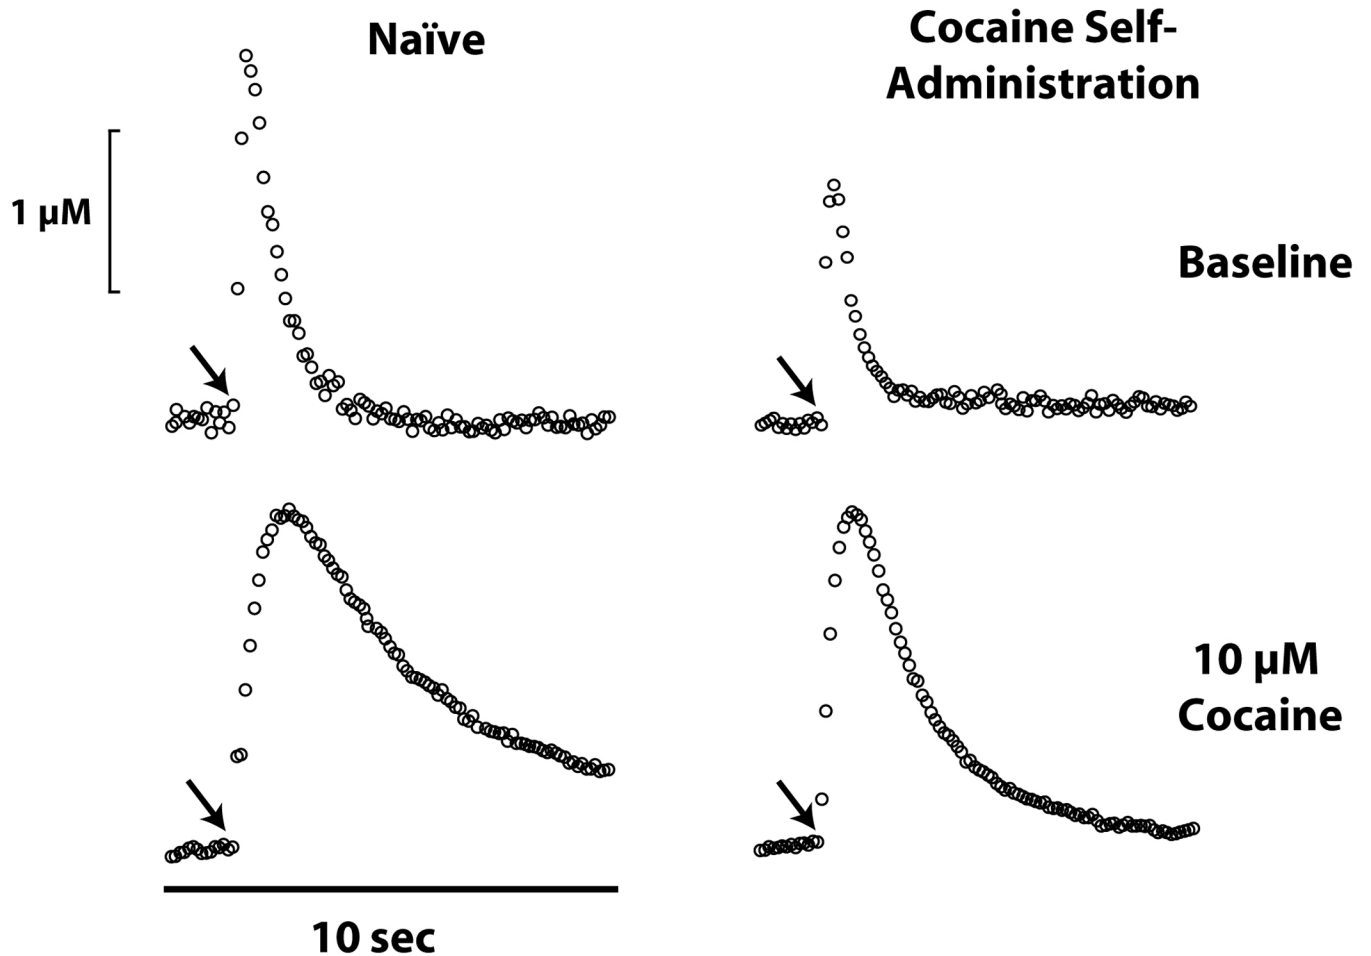 Naïve
Cocaine Self-
Administration
1 µM
Baseline
10 µM
Cocaine
10 sec